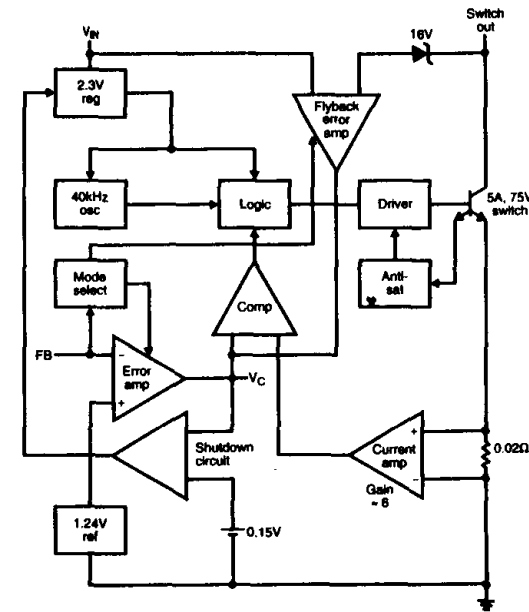 Switch
out
16V
VIN
2.3V
reg
Flyback
error
amp
40kHz
osc
Logic
Driver
5A, 75V
switch
Mode
select
Anti-
sat
Comp
FB
−
Error
amp
+
VC
Shutdown
circuit
+
Current
amp
−
0.02Ω
Gain
~ 6
1.24V
ref
0.15V